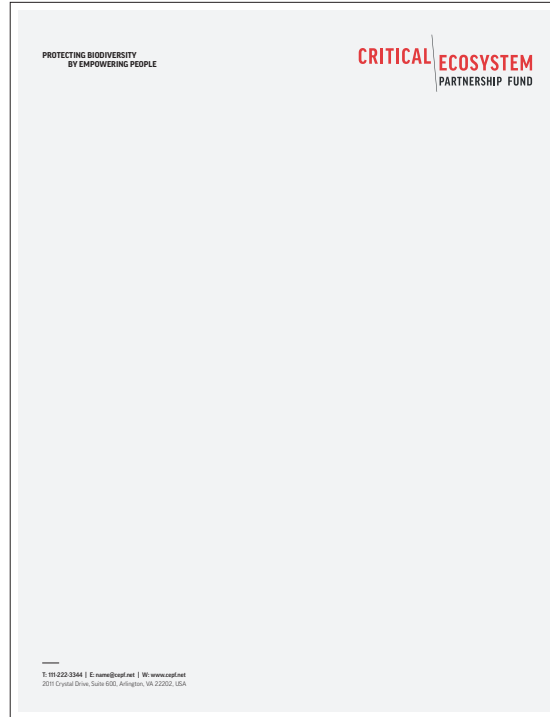 PROTECTING BIODIVERSITY
BY EMPOWERING PEOPLE
CRITICAL ECOSYSTEM
PARTNERSHIP FUND
T: 111-222-3344 | E: name@cepf.net | W: www.cepf.net
2011 Crystal Drive, Suite 600, Arlington, VA 22202, USA